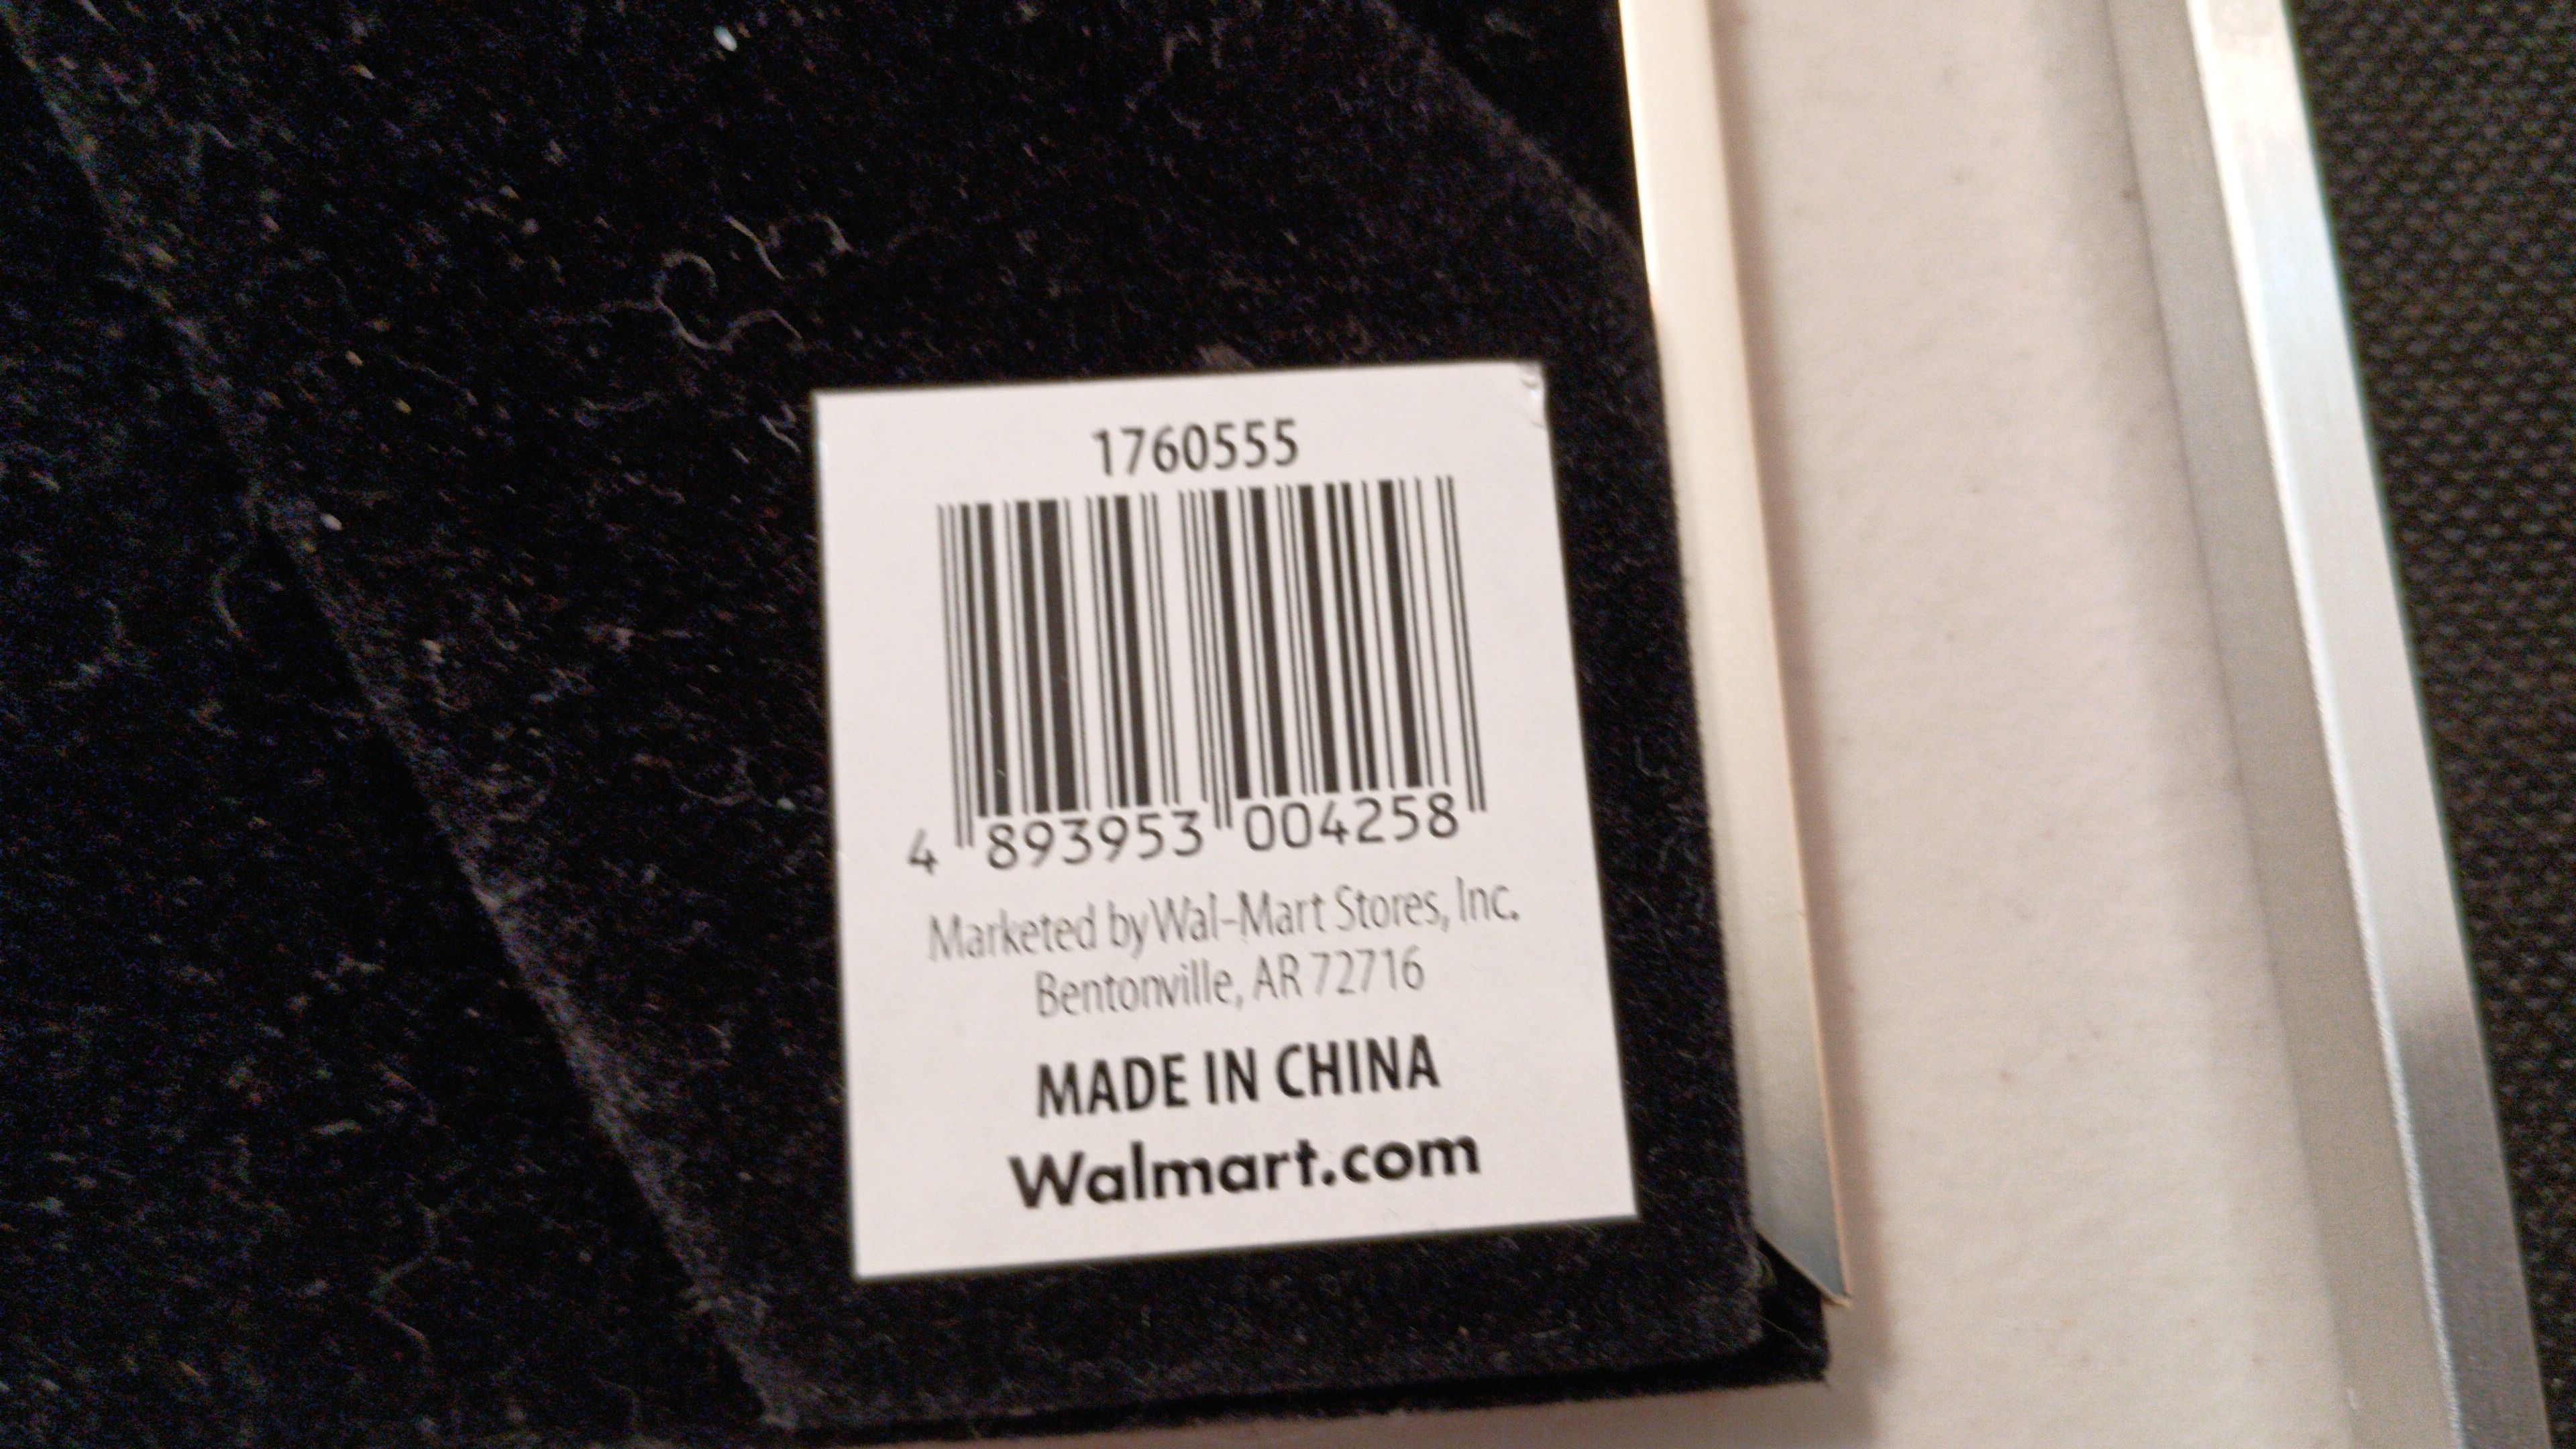 1760555
4 893953 004258
Marketed by Wal-Mart Stores, Inc.
Bentonville, AR 72716
MADE IN CHINA
Walmart.com